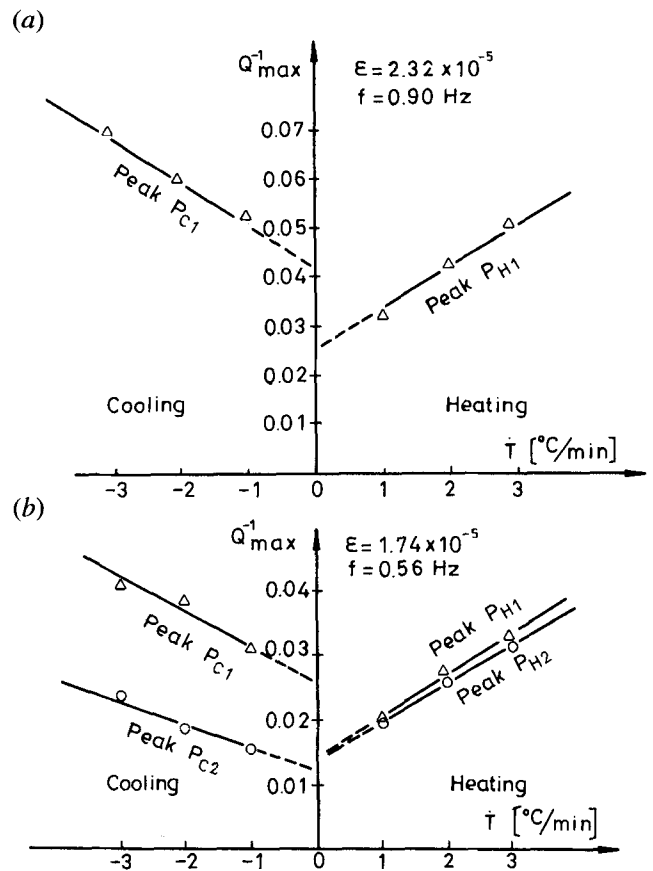 (a)
Q⁻¹max
ε = 2.32 x 10⁻⁵
f = 0.90 Hz
0.07
0.06
0.05
0.04
0.03
0.02
0.01
Peak P_C1
Peak P_H1
Cooling
Heating
Ṫ [°C/min]
-3 -2 -1 0 1 2 3
(b)
Q⁻¹max
ε = 1.74 x 10⁻⁵
f = 0.56 Hz
0.04
0.03
0.02
0.01
Peak P_C1
Peak P_H1
Peak P_H2
Peak P_C2
Cooling
Heating
Ṫ [°C/min]
-3 -2 -1 0 1 2 3